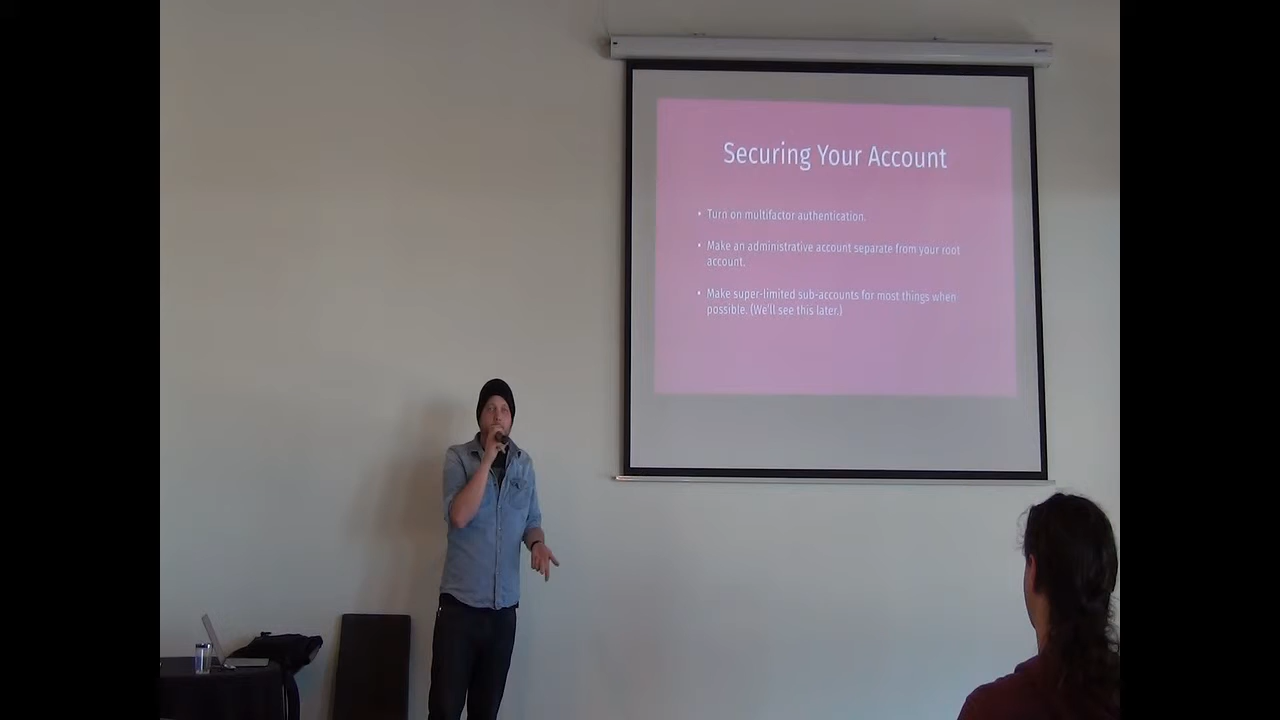 Securing Your Account
• Turn on multifactor authentication.
• Make an administrative account separate from your root
account.
• Make super-limited sub-accounts for most things when
possible. (We'll see this later.)